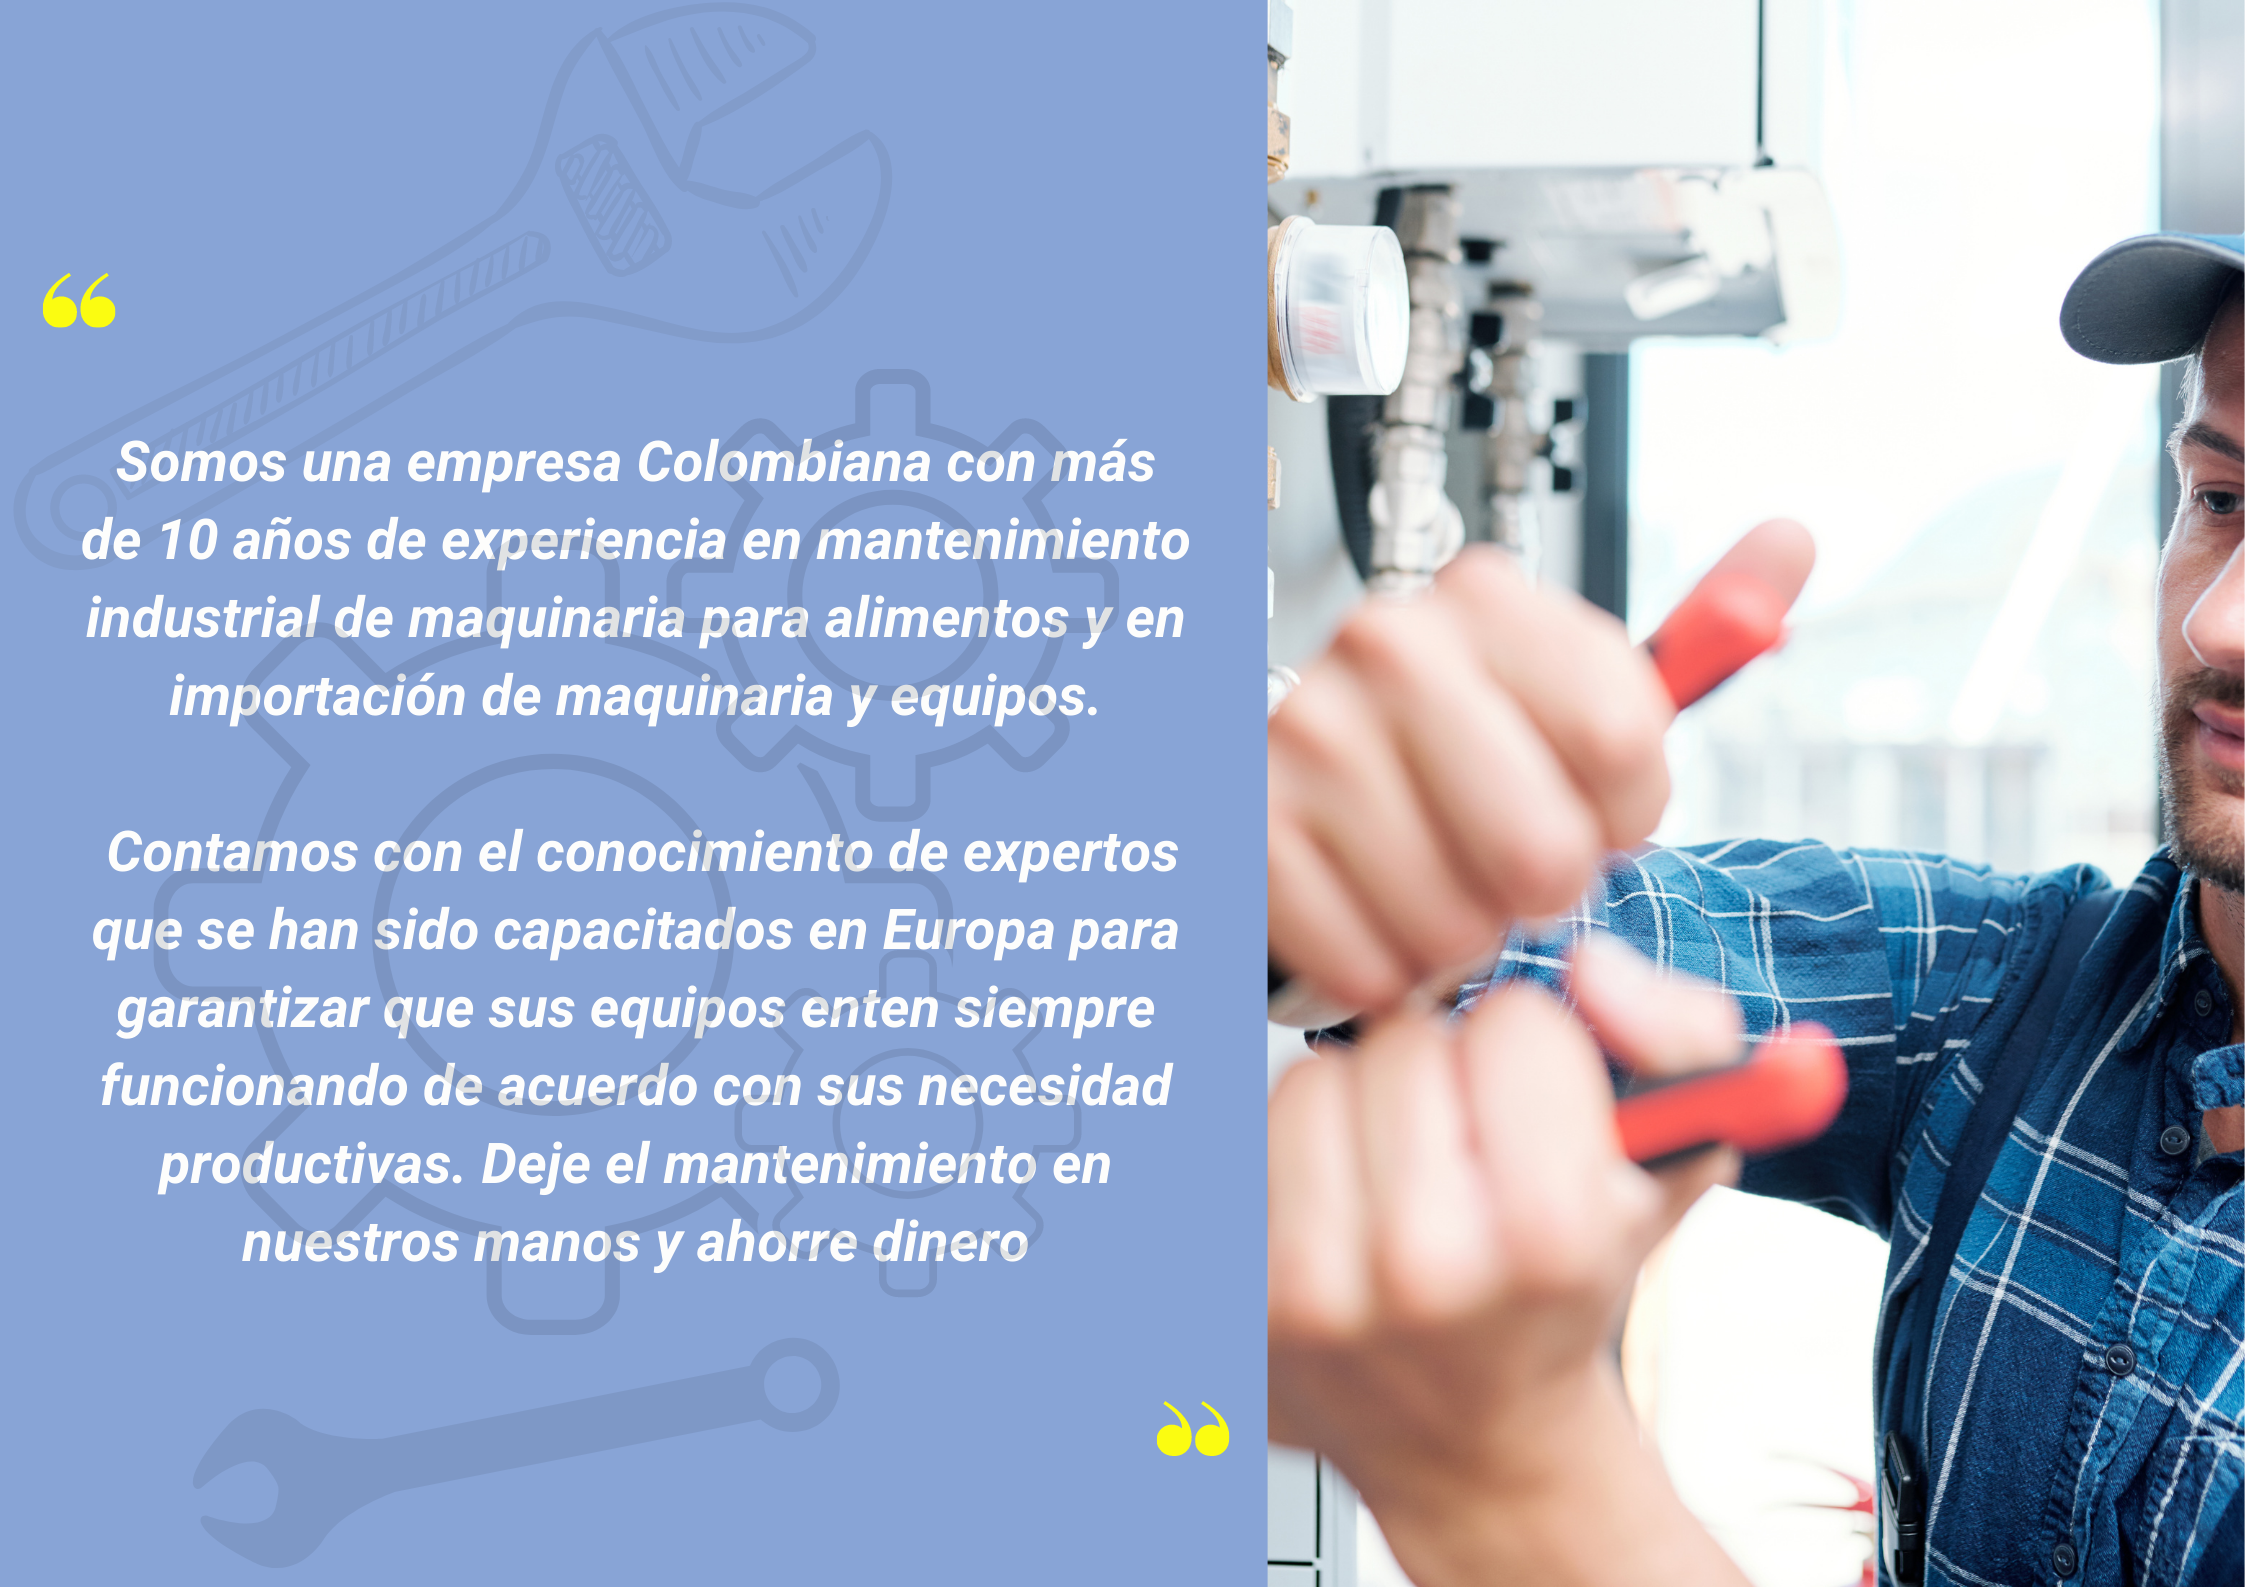 “
Somos una empresa Colombiana con más
de 10 años de experiencia en mantenimiento
industrial de maquinaria para alimentos y en
importación de maquinaria y equipos.
Contamos con el conocimiento de expertos
que se han sido capacitados en Europa para
garantizar que sus equipos enten siempre
funcionando de acuerdo con sus necesidad
productivas. Deje el mantenimiento en
nuestros manos y ahorre dinero
”